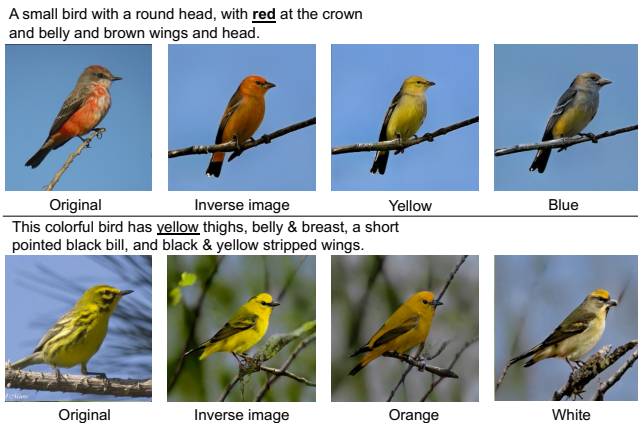 A small bird with a round head, with red at the crown
and belly and brown wings and head.
Original Inverse image Yellow Blue
This colorful bird has yellow thighs, belly & breast, a short
pointed black bill, and black & yellow stripped wings.
Original Inverse image Orange White